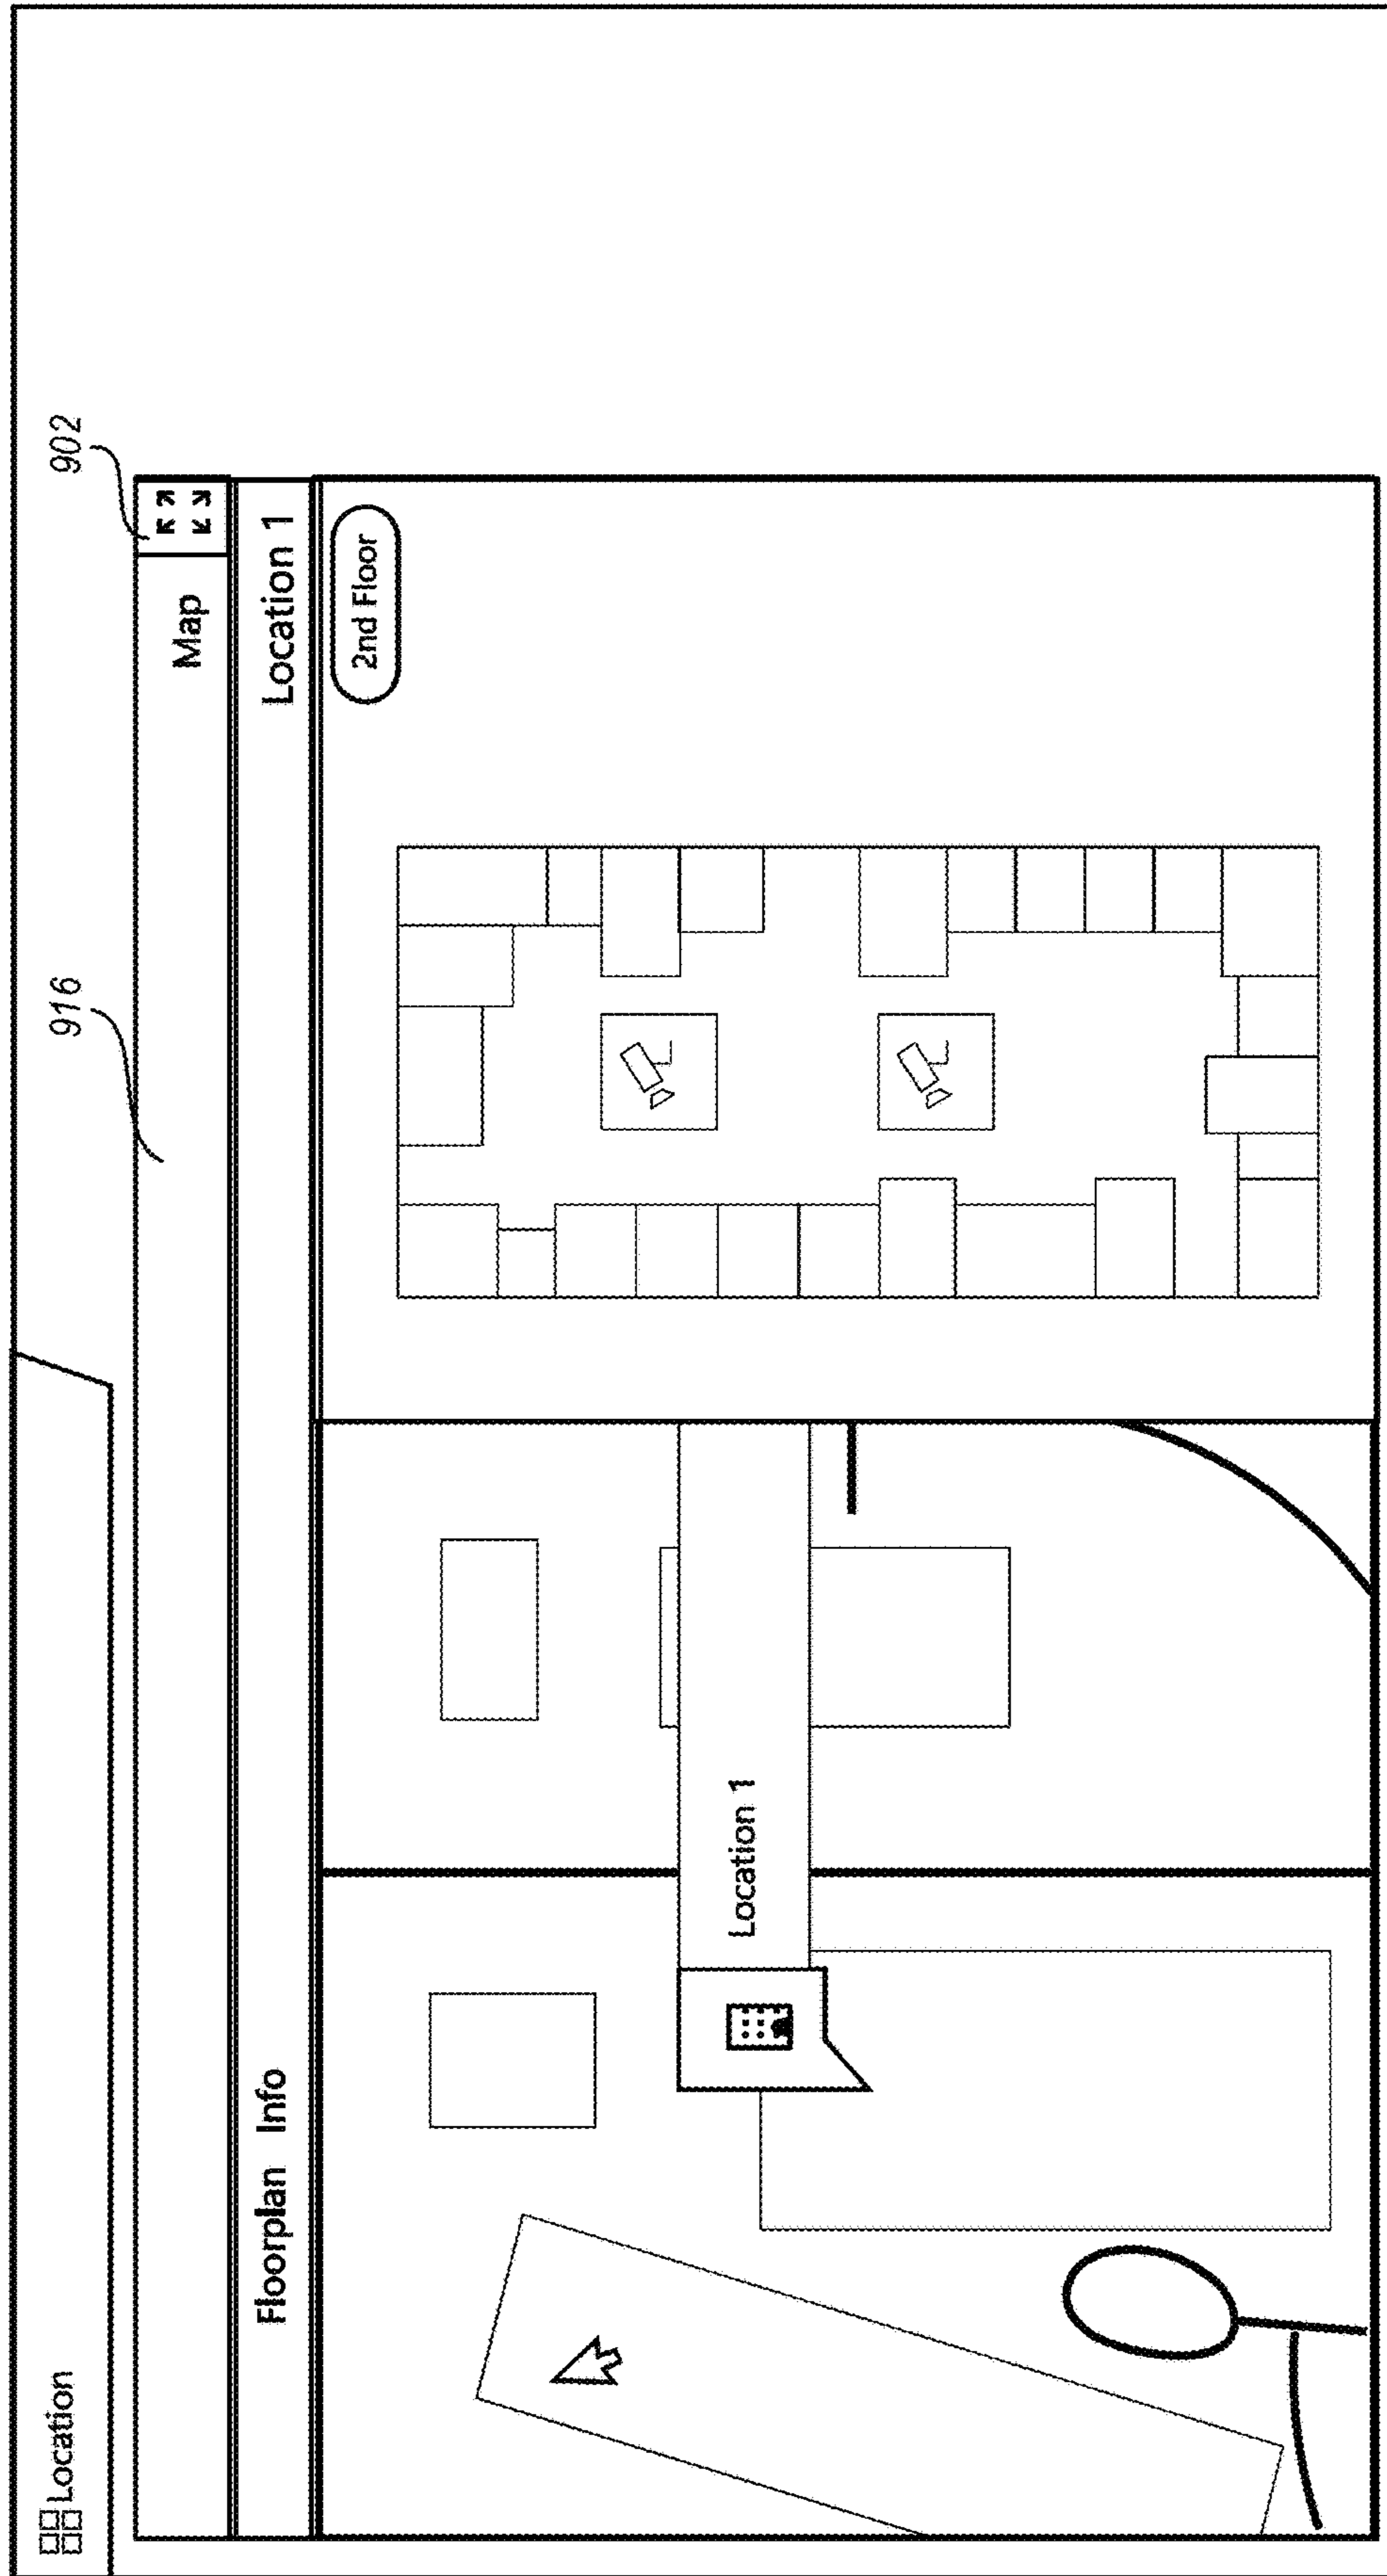 Location
916
902
Map
Floorplan Info
Location 1
2nd Floor
Location 1